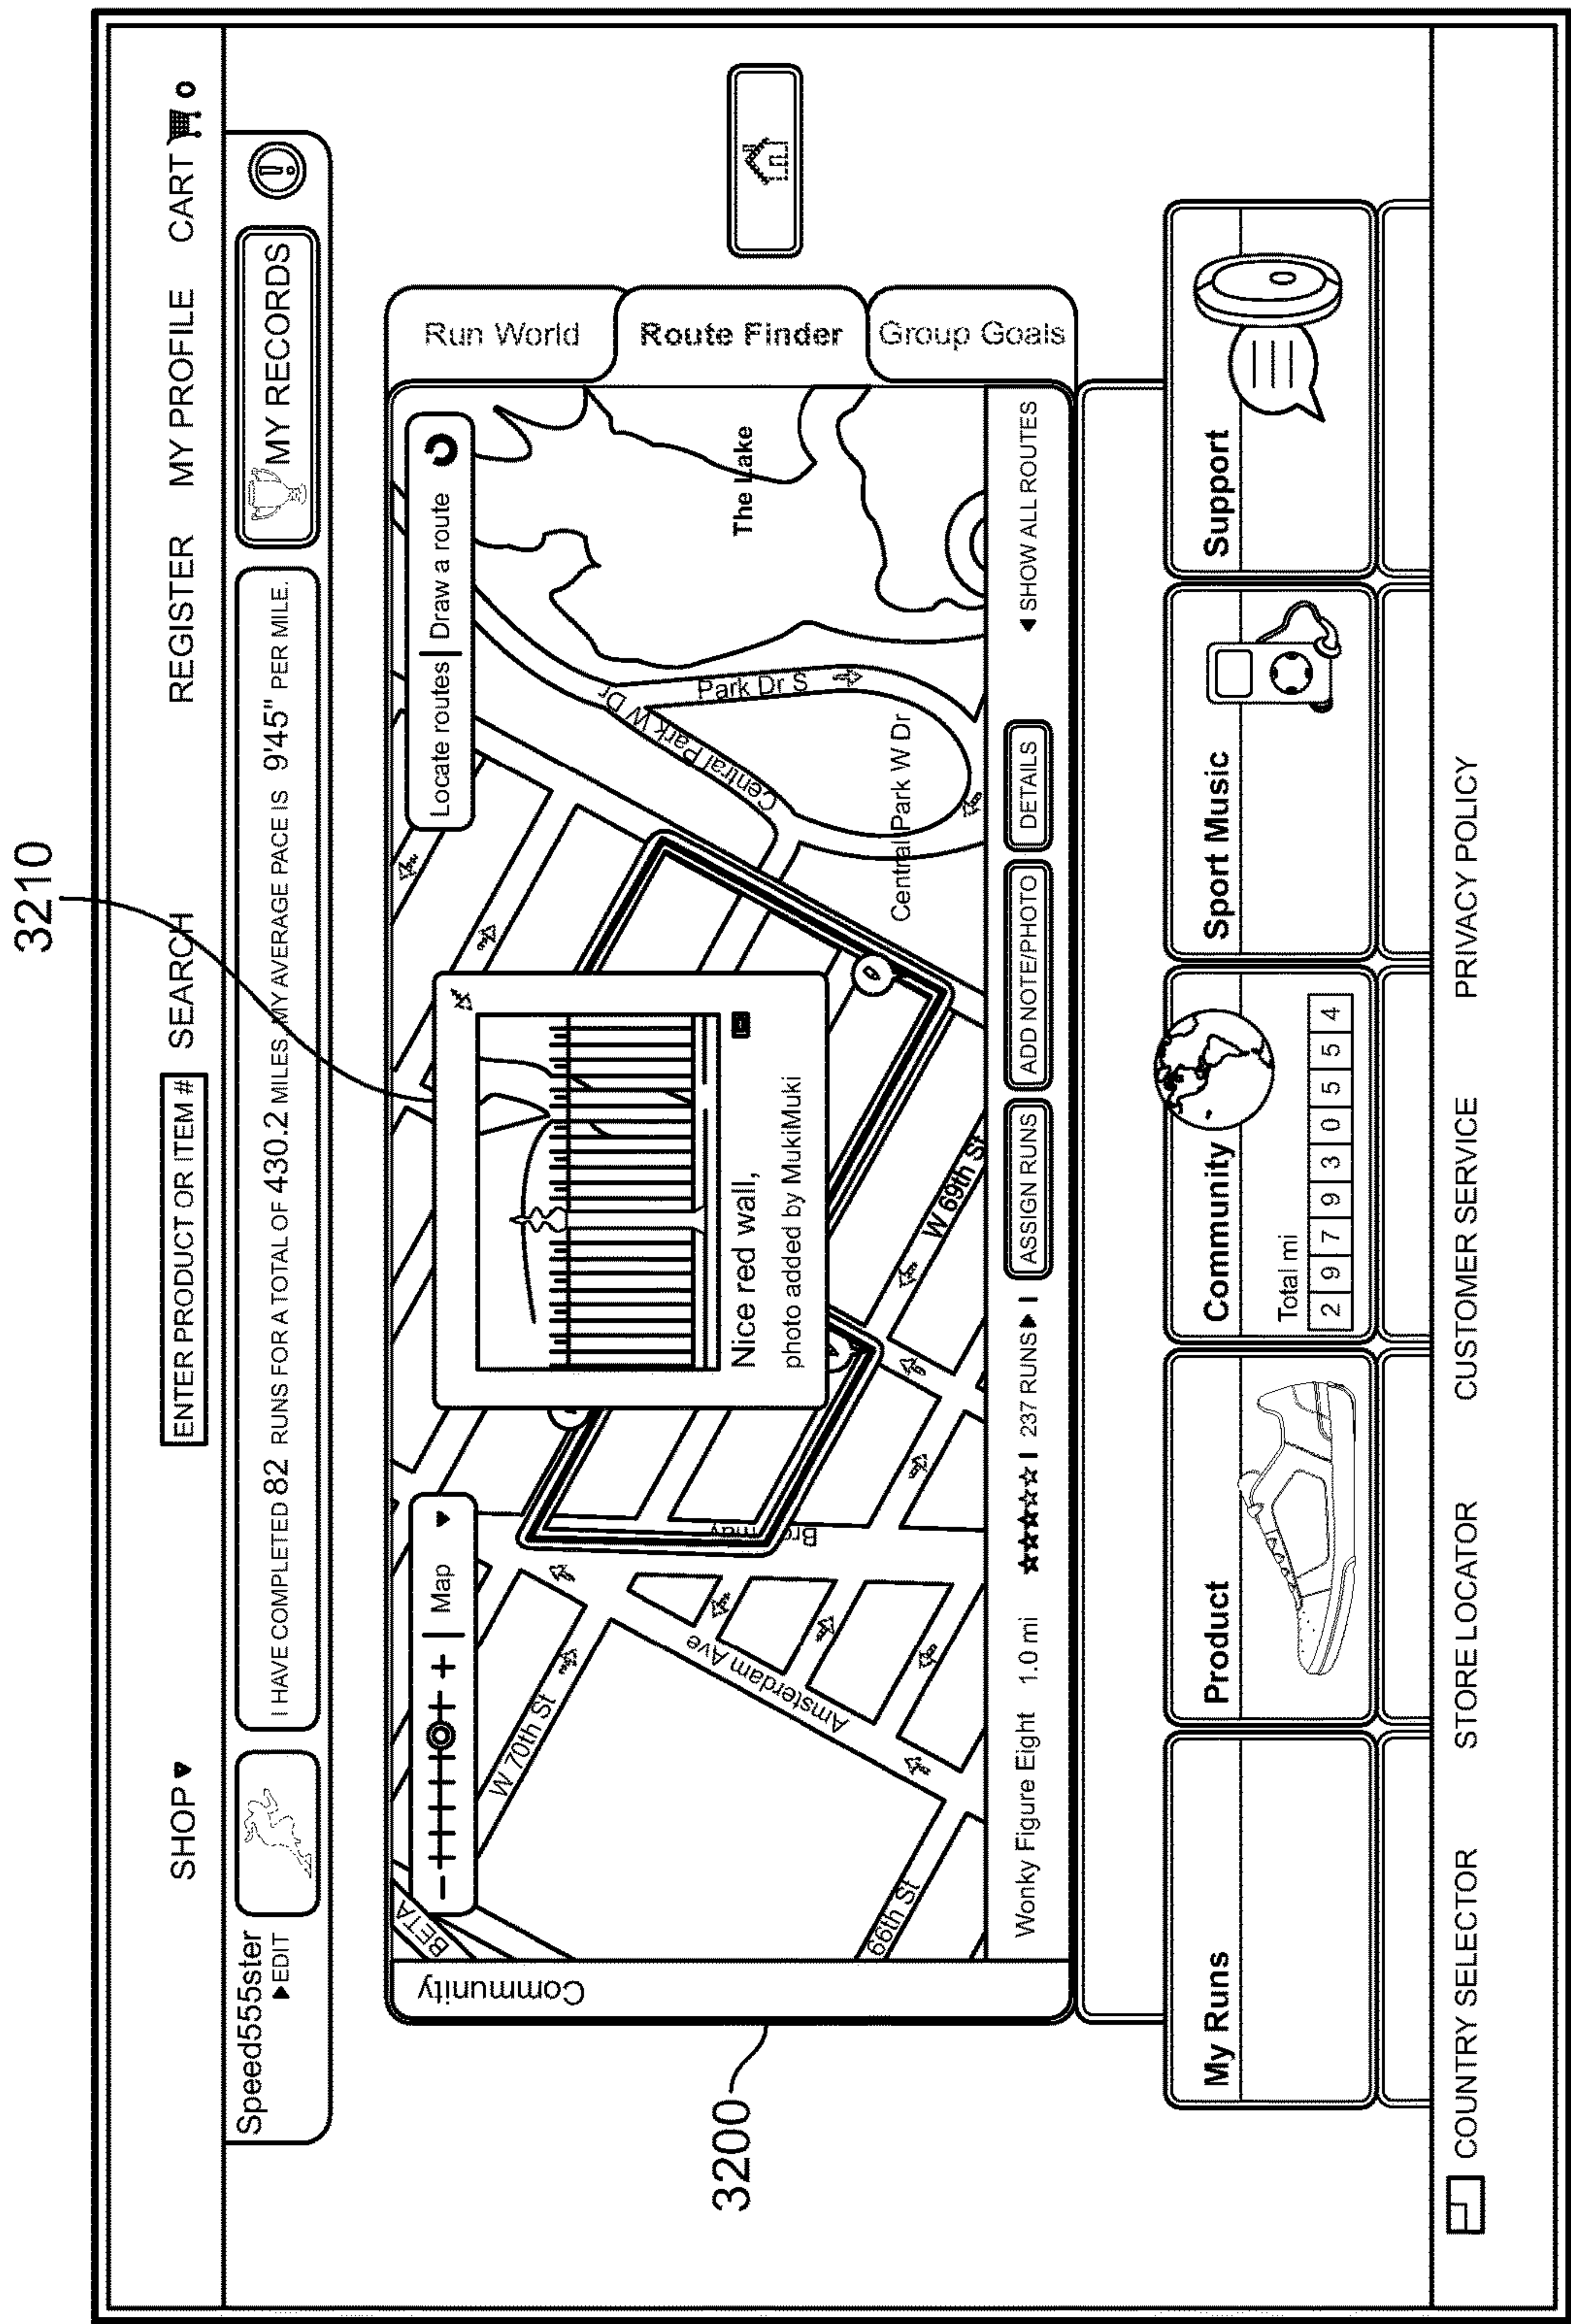 3210
SHOP
ENTER PRODUCT OR ITEM #
SEARCH
REGISTER
MY PROFILE
CART
0
Speed555ster
EDIT
I HAVE COMPLETED 82 RUNS FOR A TOTAL OF 430.2 MILES MY AVERAGE PACE IS 9'45" PER MILE.
MY RECORDS
Community
BETA
Map
Locate routes | Draw a route
Run World
Route Finder
Group Goals
W 70th St
Amsterdam Ave
66th St
W 69th St
Central Park W Dr
Park Dr S
Central Park W Dr
The Lake
Nice red wall,
photo added by MukiMuki
Wonky Figure Eight 1.0 mi
237 RUNS
ASSIGN RUNS
ADD NOTE/PHOTO
DETAILS
SHOW ALL ROUTES
3200
My Runs
Product
Community
Total mi
2 9 7 9 3 0 5 5 4
Sport Music
Support
COUNTRY SELECTOR
STORE LOCATOR
CUSTOMER SERVICE
PRIVACY POLICY